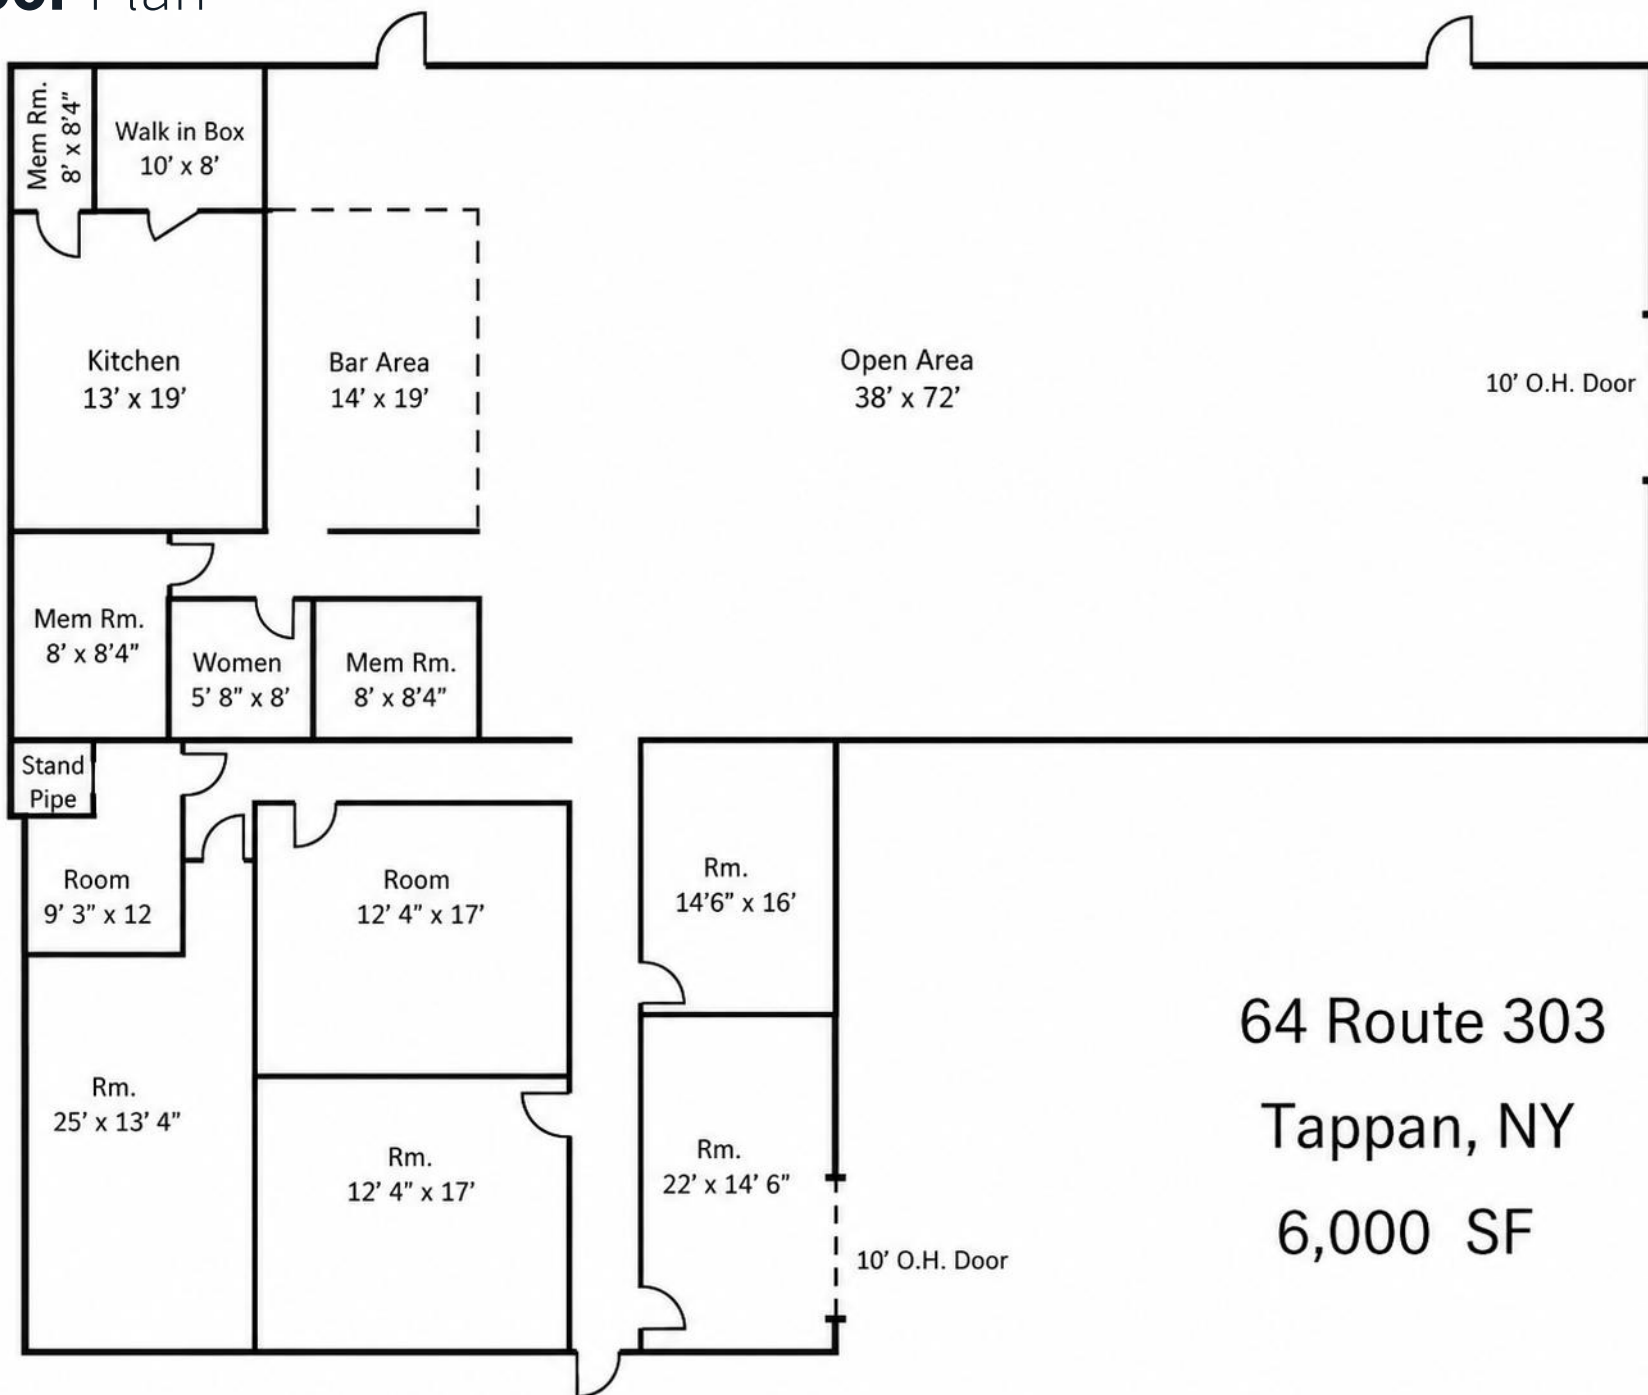 Plan
Mem Rm.
8' x 8'4"
Walk in Box
10' x 8'
Kitchen
13' x 19'
Bar Area
14' x 19'
Open Area
38' x 72'
10' O.H. Door
Mem Rm.
8' x 8'4"
Women
5' 8" x 8'
Mem Rm.
8' x 8'4"
Stand
Pipe
Room
9' 3" x 12
Room
12' 4" x 17'
Rm.
14'6" x 16'
Rm.
25' x 13' 4"
Rm.
12' 4" x 17'
Rm.
22' x 14' 6"
10' O.H. Door
64 Route 303
Tappan, NY
6,000 SF